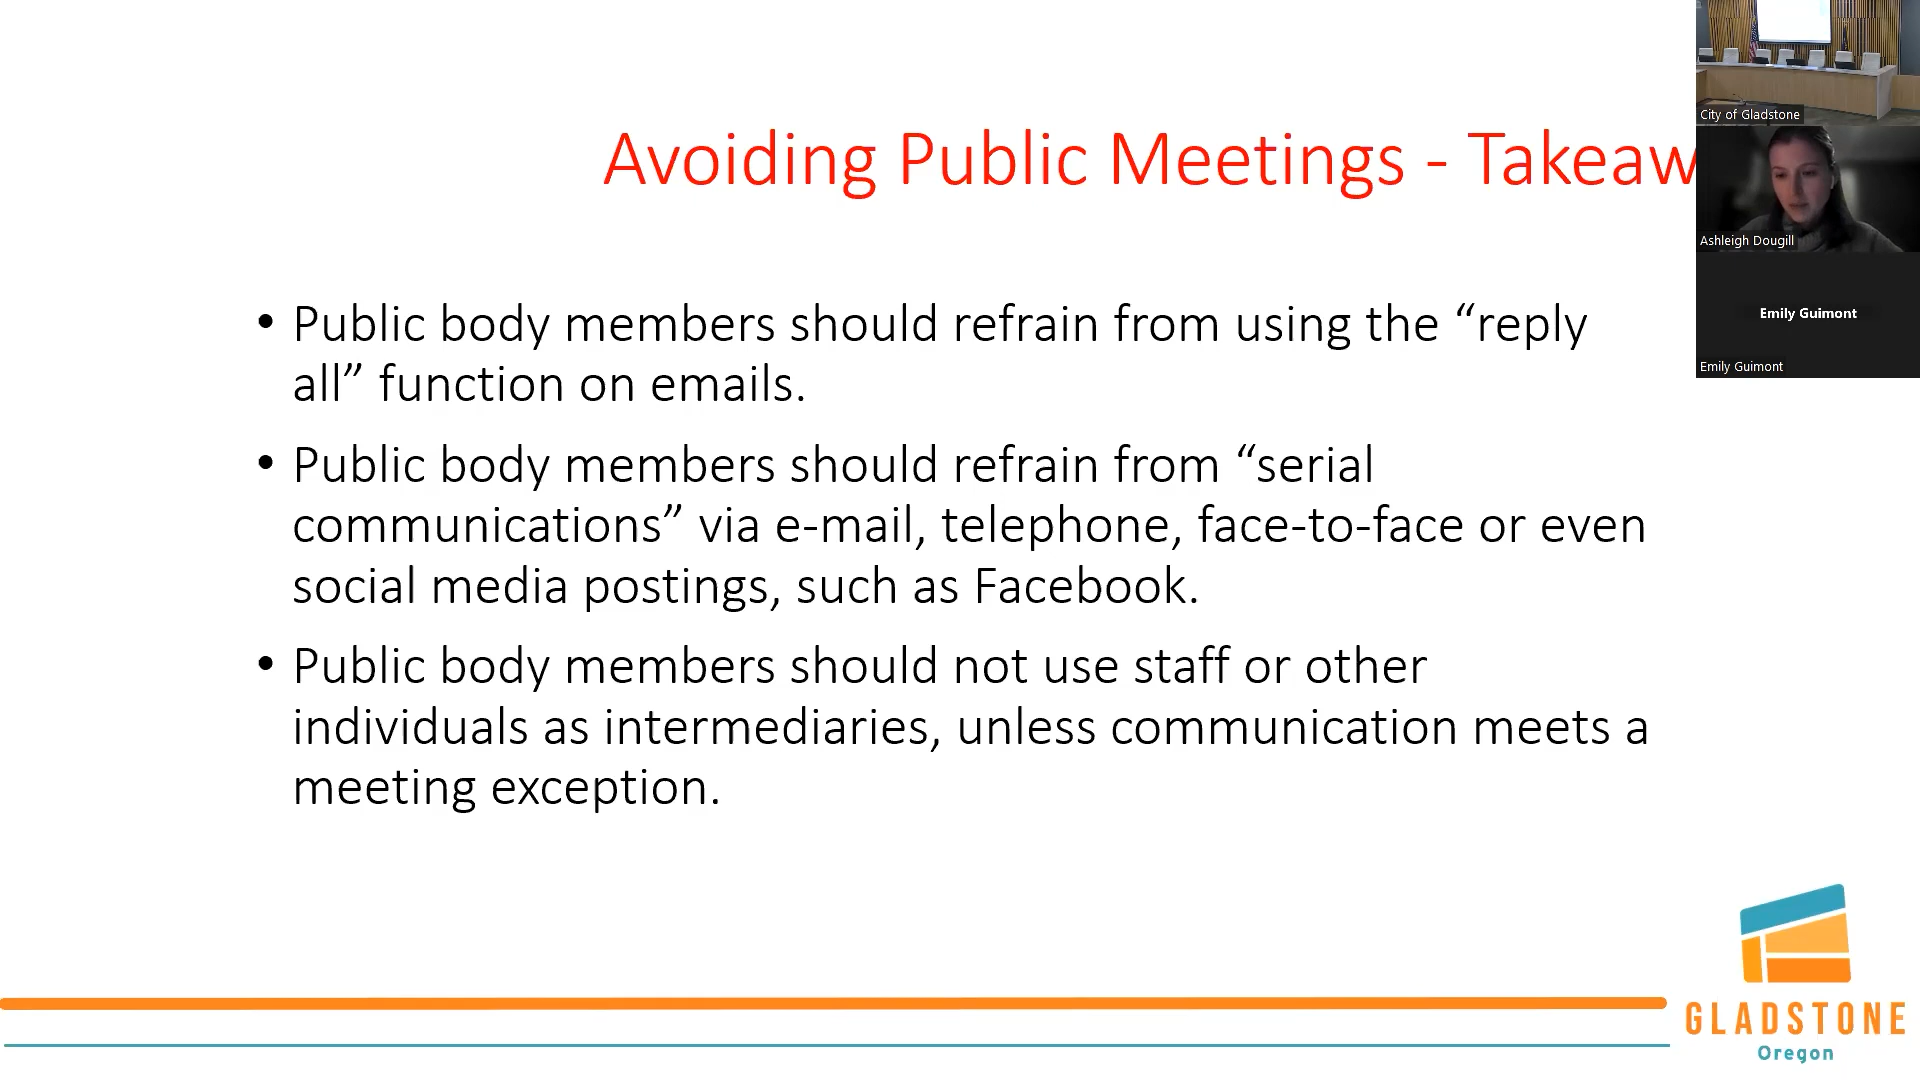 Avoiding Public Meetings - Takeaw
• Public body members should refrain from using the “reply
all” function on emails.
• Public body members should refrain from “serial
communications” via e-mail, telephone, face-to-face or even
social media postings, such as Facebook.
• Public body members should not use staff or other
individuals as intermediaries, unless communication meets a
meeting exception.
City of Gladstone
Ashleigh Dougill
Emily Guimont
Emily Guimont
GLADSTONE
Oregon